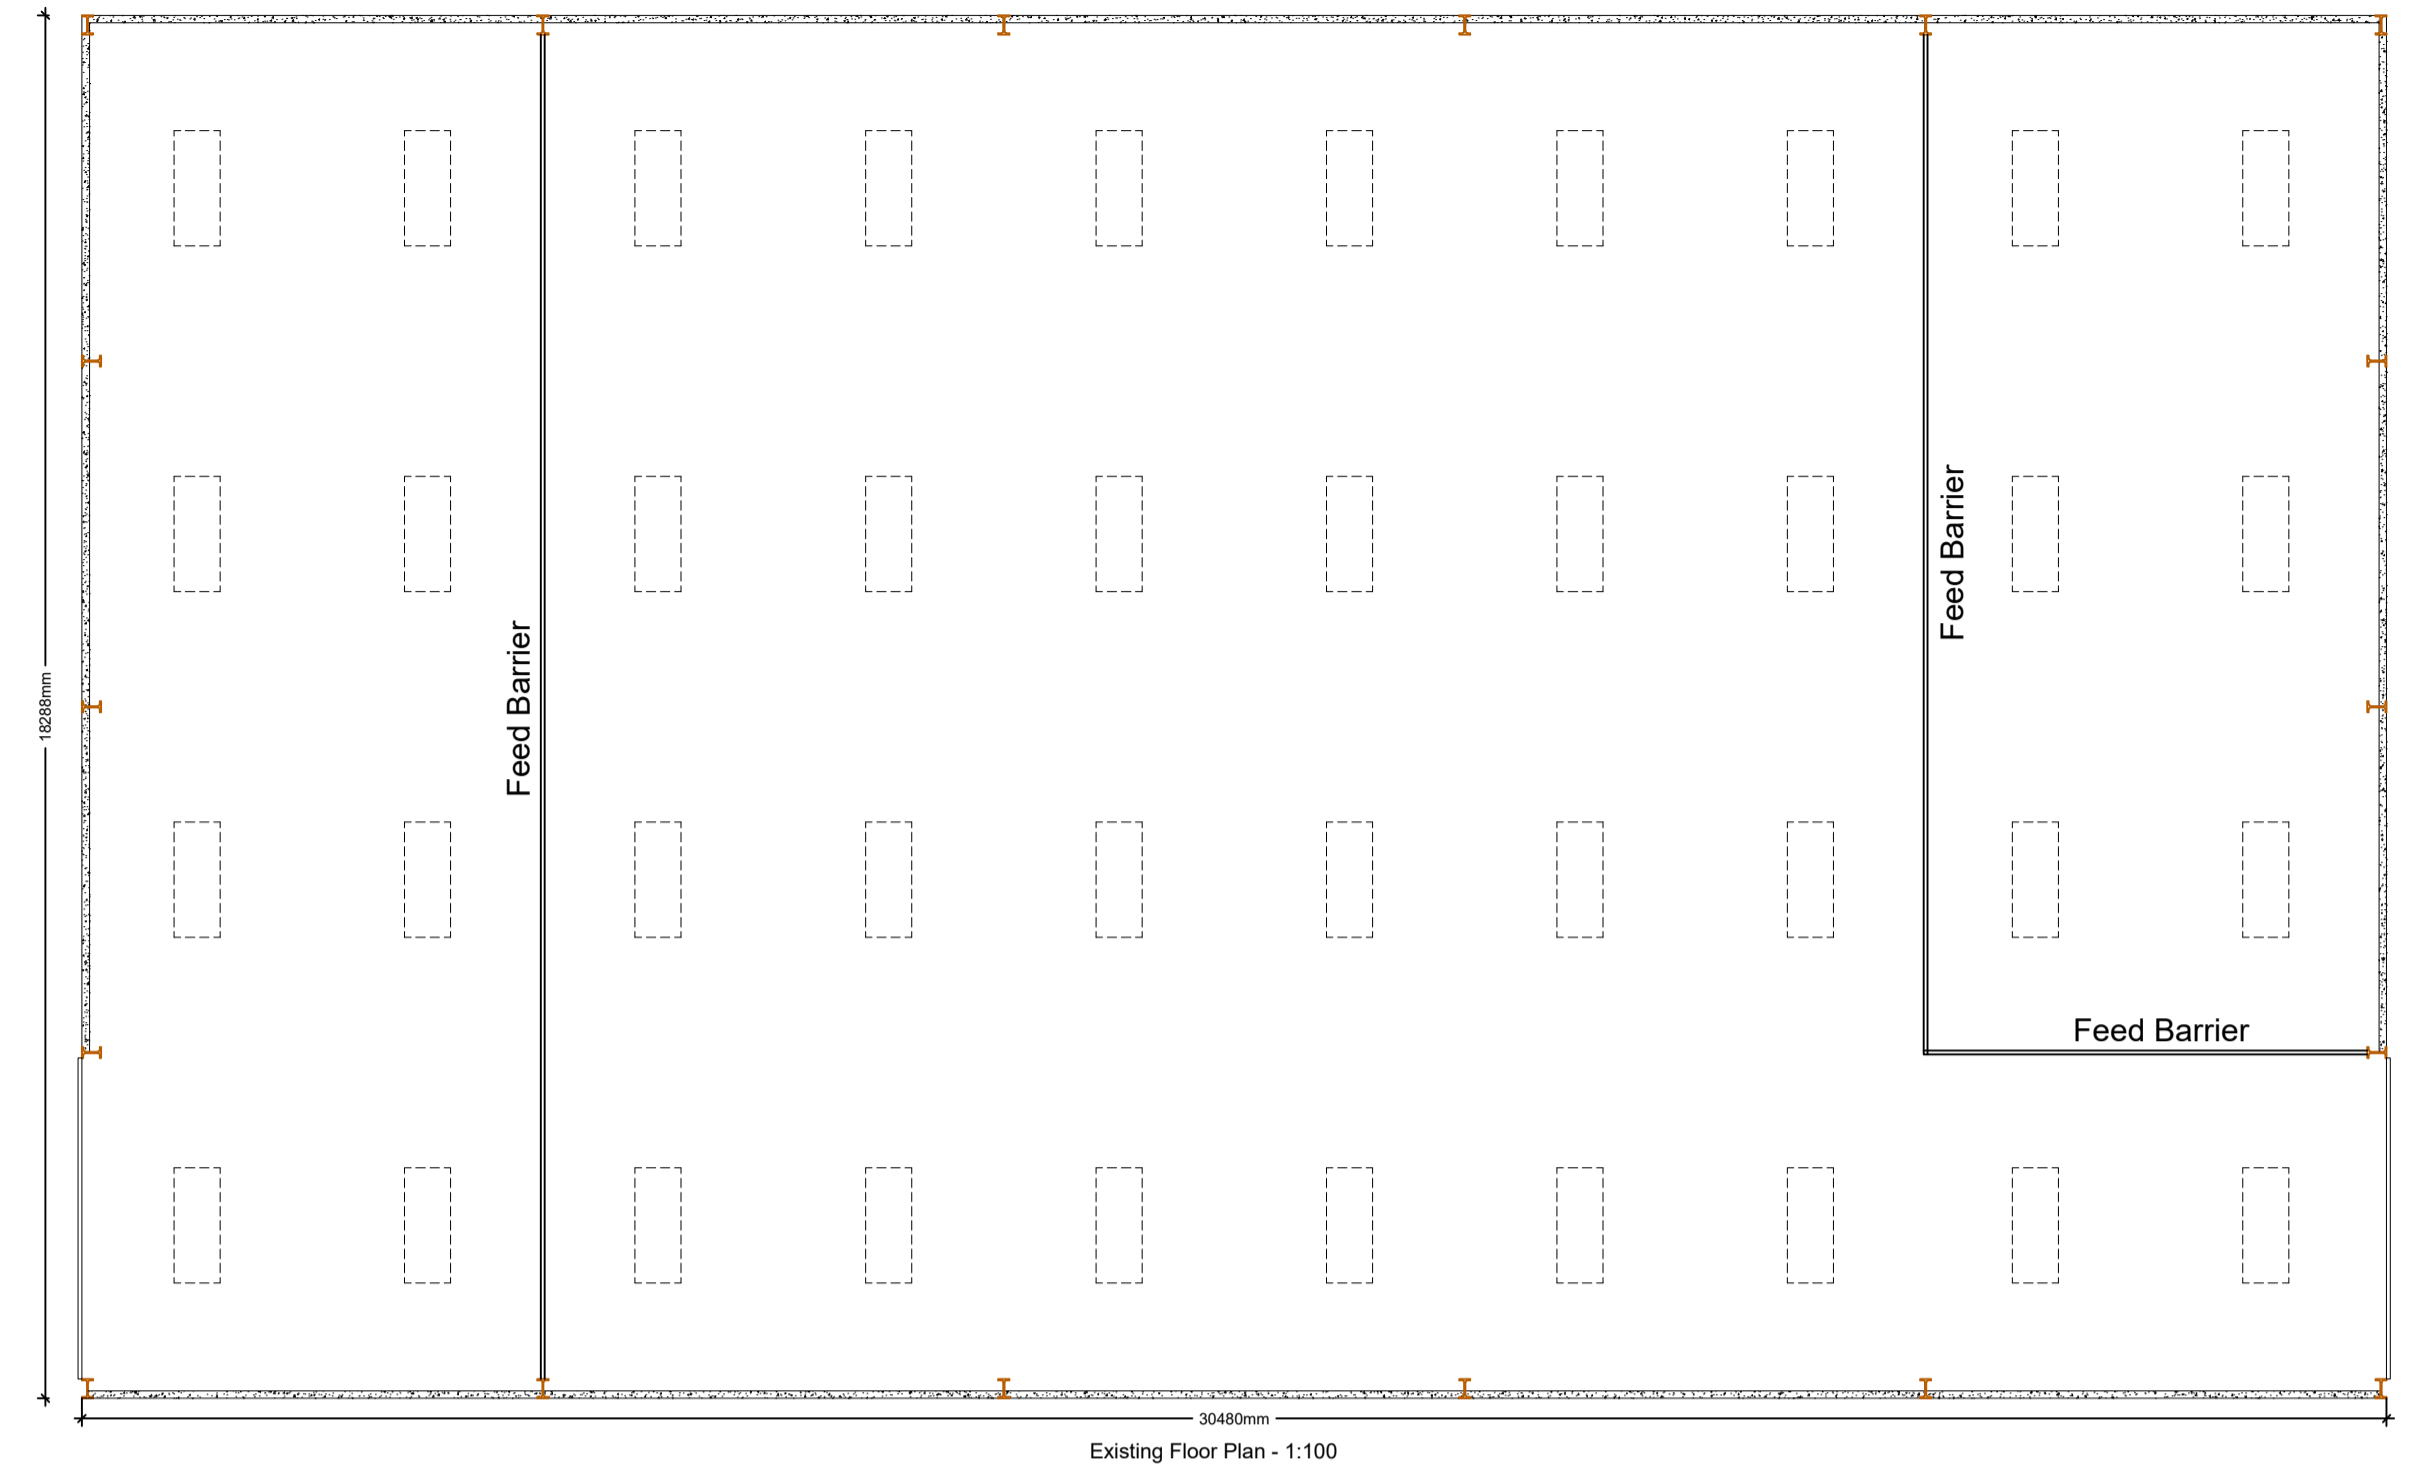 Feed Barrier
Feed Barrier
18288mm
Feed Barrier
30480mm
Existing Floor Plan - 1:100